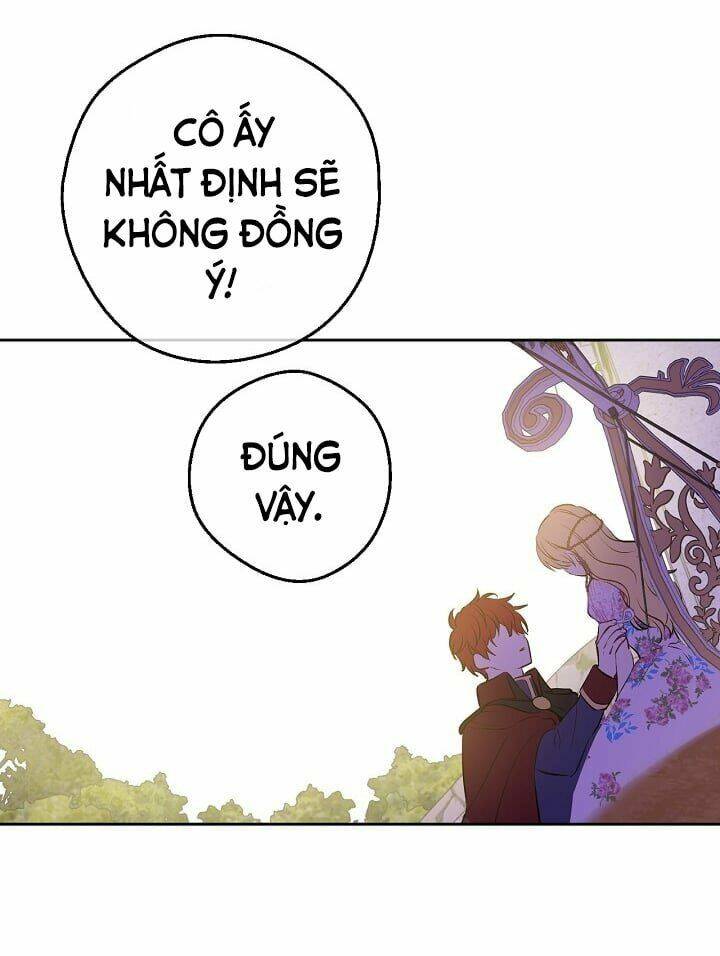 CÔ ẤY
NHẤT ĐỊNH SẼ
KHÔNG ĐỒNG
Ý!
ĐÚNG
VẬY.